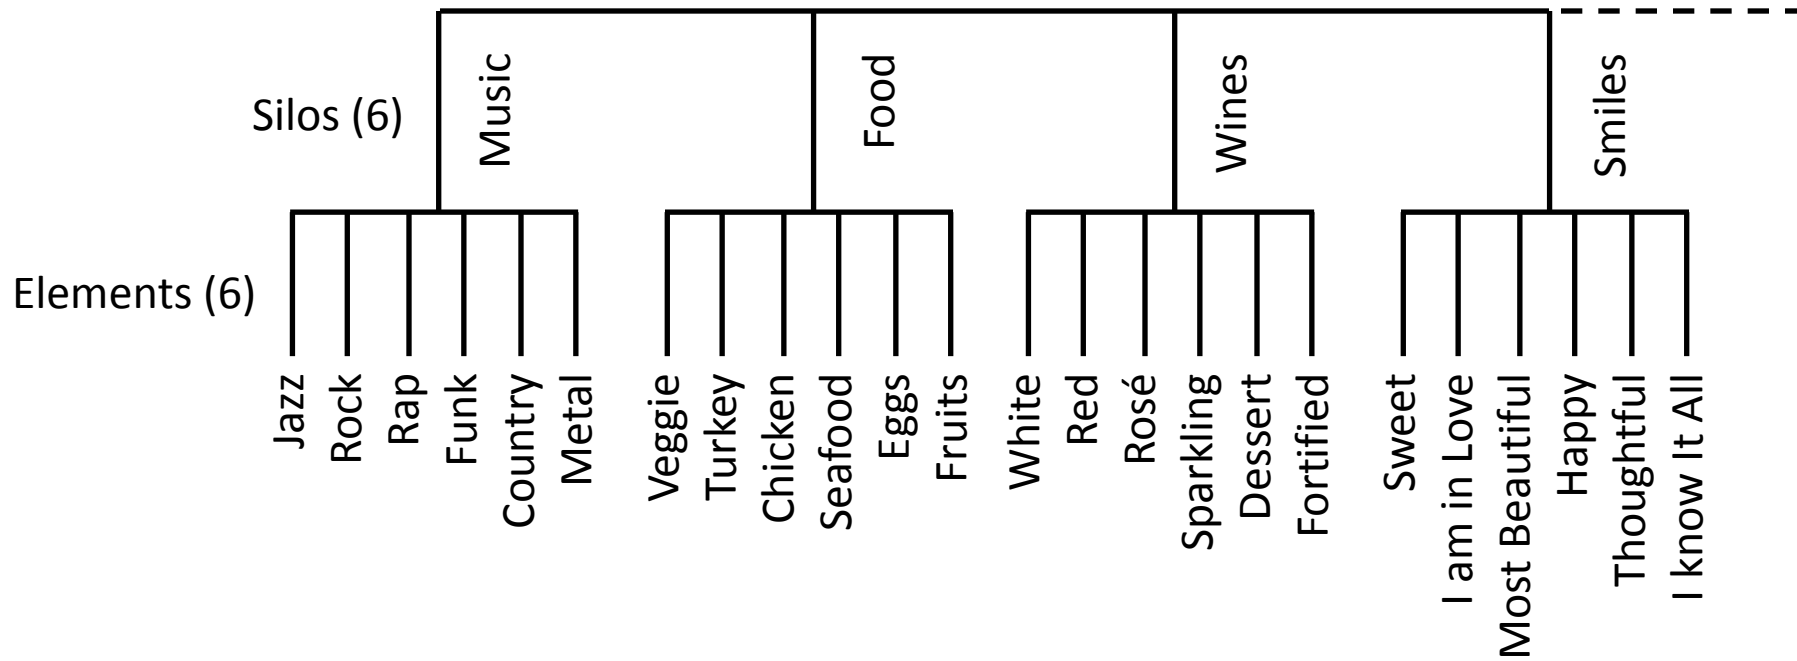 Silos (6)
Music
Food
Wines
Smiles
Elements (6)
Jazz
Rock
Rap
Funk
Country
Metal
Veggie
Turkey
Chicken
Seafood
Eggs
Fruits
White
Red
Rosé
Sparkling
Dessert
Fortified
Sweet
I am in Love
Most Beautiful
Happy
Thoughtful
I know It All